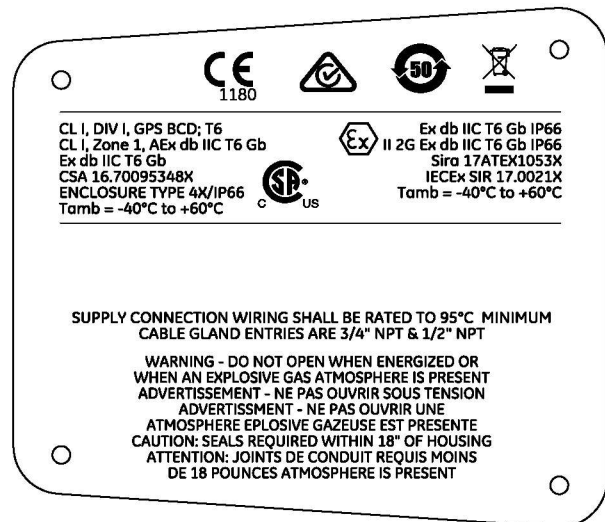 CE
1180
50
CL I, DIV I, GPS BCD; T6
CL I, Zone 1, AEx db IIC T6 Gb
Ex db IIC T6 Gb
CSA 16.70095348X
ENCLOSURE TYPE 4X/IP66
Tamb = -40°C to +60°C
C SA ® US
Ex
Ex db IIC T6 Gb IP66
II 2G Ex db IIC T6 Gb IP66
Sira 17ATEX1053X
IECEx SIR 17.0021X
Tamb = -40°C to +60°C
SUPPLY CONNECTION WIRING SHALL BE RATED TO 95°C MINIMUM
CABLE GLAND ENTRIES ARE 3/4" NPT & 1/2" NPT
WARNING - DO NOT OPEN WHEN ENERGIZED OR
WHEN AN EXPLOSIVE GAS ATMOSPHERE IS PRESENT
ADVERTISSEMENT - NE PAS OUVRIR SOUS TENSION
ADVERTISSMENT - NE PAS OUVRIR UNE
ATMOSPHERE EPLOSIVE GAZEUSE EST PRESENTE
CAUTION: SEALS REQUIRED WITHIN 18" OF HOUSING
ATTENTION: JOINTS DE CONDUIT REQUIS MOINS
DE 18 POUNCES ATMOSPHERE IS PRESENT